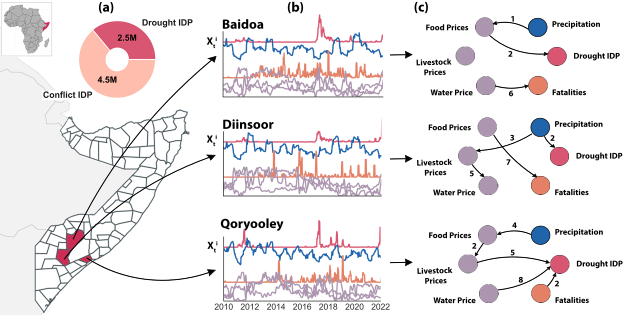 (a)
(b)
(c)
Drought IDP
2.5M
4.5M
Conflict IDP
Baidoa
X_t^i
Diinsoor
X_t^i
Qoryooley
X_t^i
2010 2012 2014 2016 2018 2020 2022
Food Prices
1
Precipitation
2
Drought IDP
Livestock
Prices
Water Price
6
Fatalities
Food Prices
Precipitation
3
2
Drought IDP
Livestock
Prices
7
5
Water Price
Fatalities
Food Prices
4
Precipitation
2
5
Drought IDP
Livestock
Prices
8
2
Water Price
Fatalities